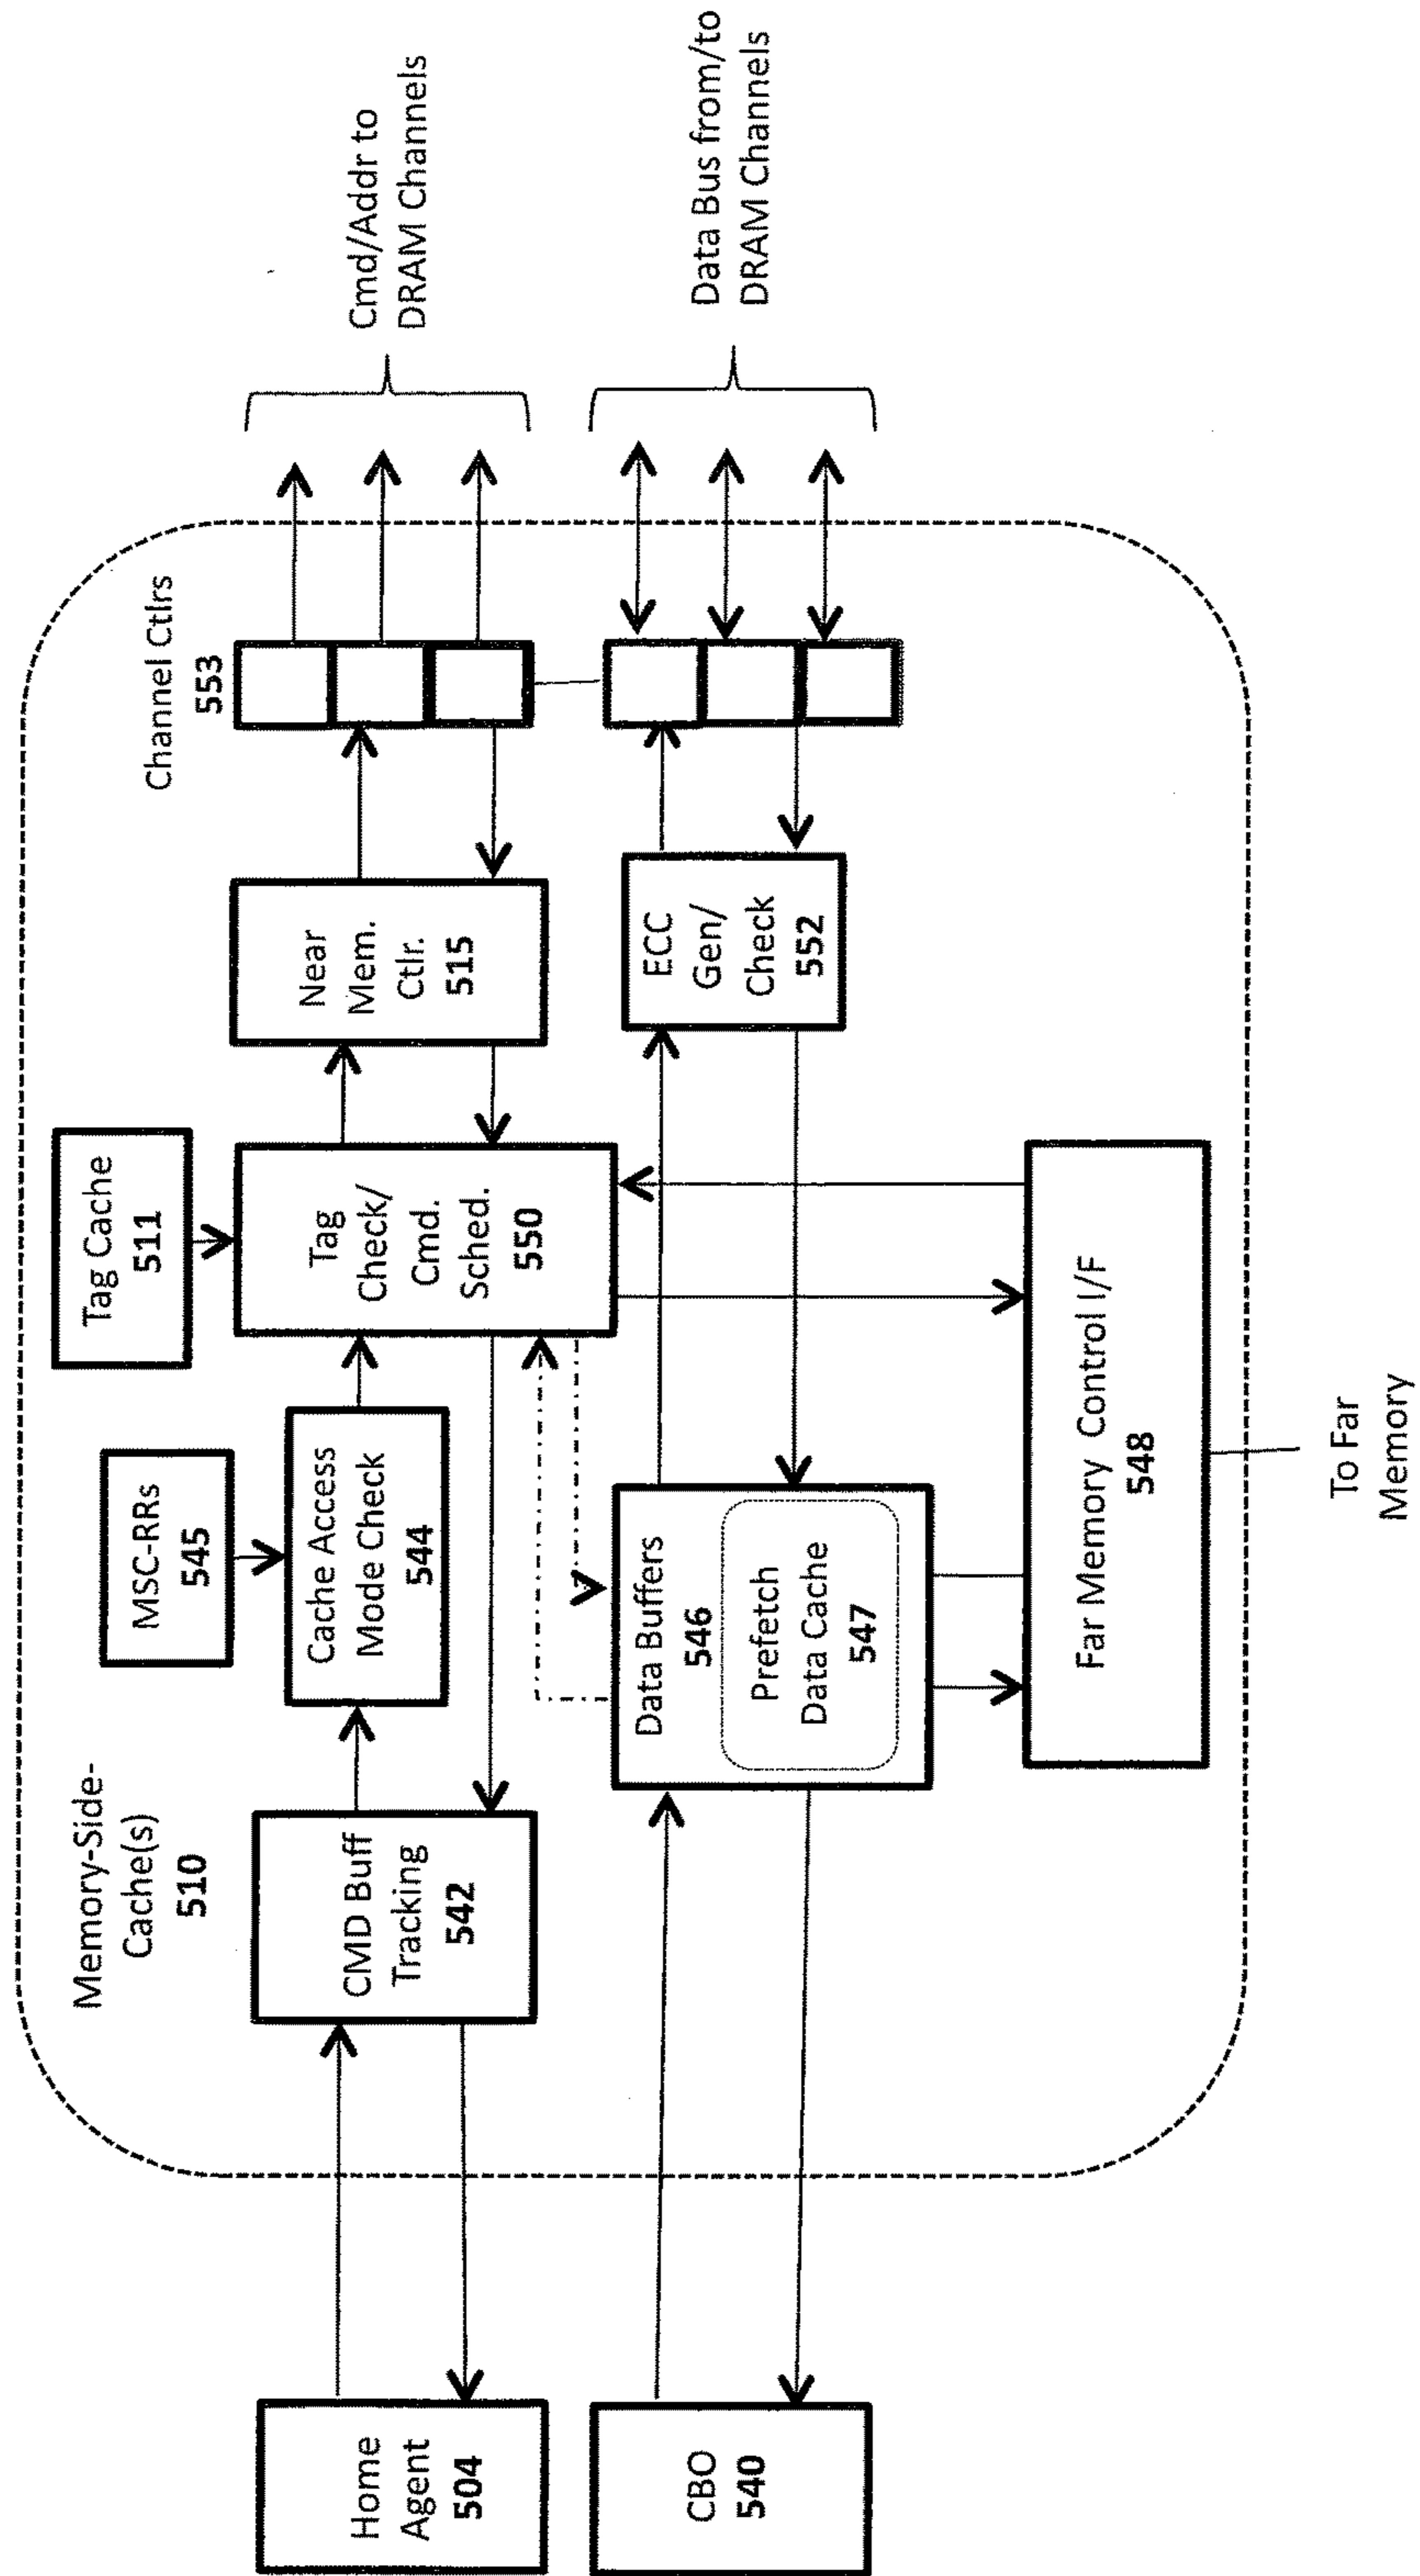 Memory-Side-
Cache(s)
510
MSC-RRs
545
Tag Cache
511
Channel Ctlrs
553
Home
Agent
504
CMD Buff
Tracking
542
Cache Access
Mode Check
544
Tag
Check/
Cmd.
Sched.
550
Near
Mem.
Ctlr.
515
Cmd/Addr to
DRAM Channels
CBO
540
Data Buffers
546
Prefetch
Data Cache
547
ECC
Gen/
Check
552
Data Bus from/to
DRAM Channels
Far Memory Control I/F
548
To Far
Memory